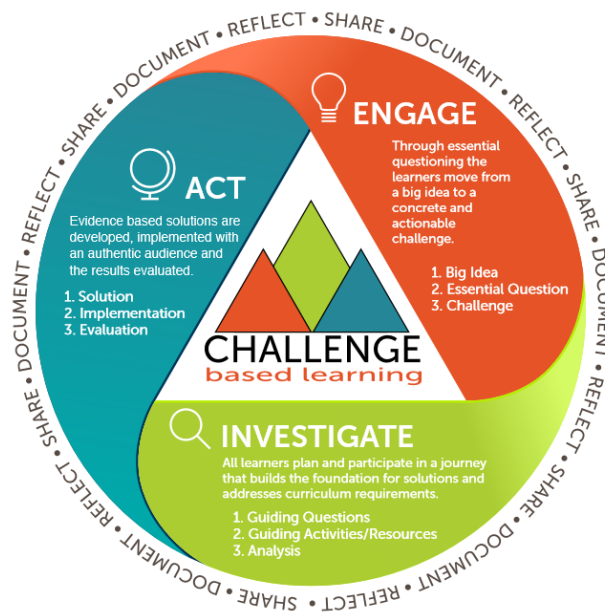 DOCUMENT • REFLECT • SHARE • DOCUMENT • REFLECT • SHARE • DOCUMENT • REFLECT • SHARE • DOCUMENT • REFLECT • SHARE • DOCUMENT • REFLECT • SHARE • DOCUMENT • REFLECT • SHARE •
ENGAGE
Through essential
questioning the
learners move from
a big idea to a
concrete and
actionable
challenge.
1. Big Idea
2. Essential Question
3. Challenge
ACT
Evidence based solutions are
developed, implemented with
an authentic audience and
the results evaluated.
1. Solution
2. Implementation
3. Evaluation
CHALLENGE
based learning
INVESTIGATE
All learners plan and participate in a journey
that builds the foundation for solutions and
addresses curriculum requirements.
1. Guiding Questions
2. Guiding Activities/Resources
3. Analysis